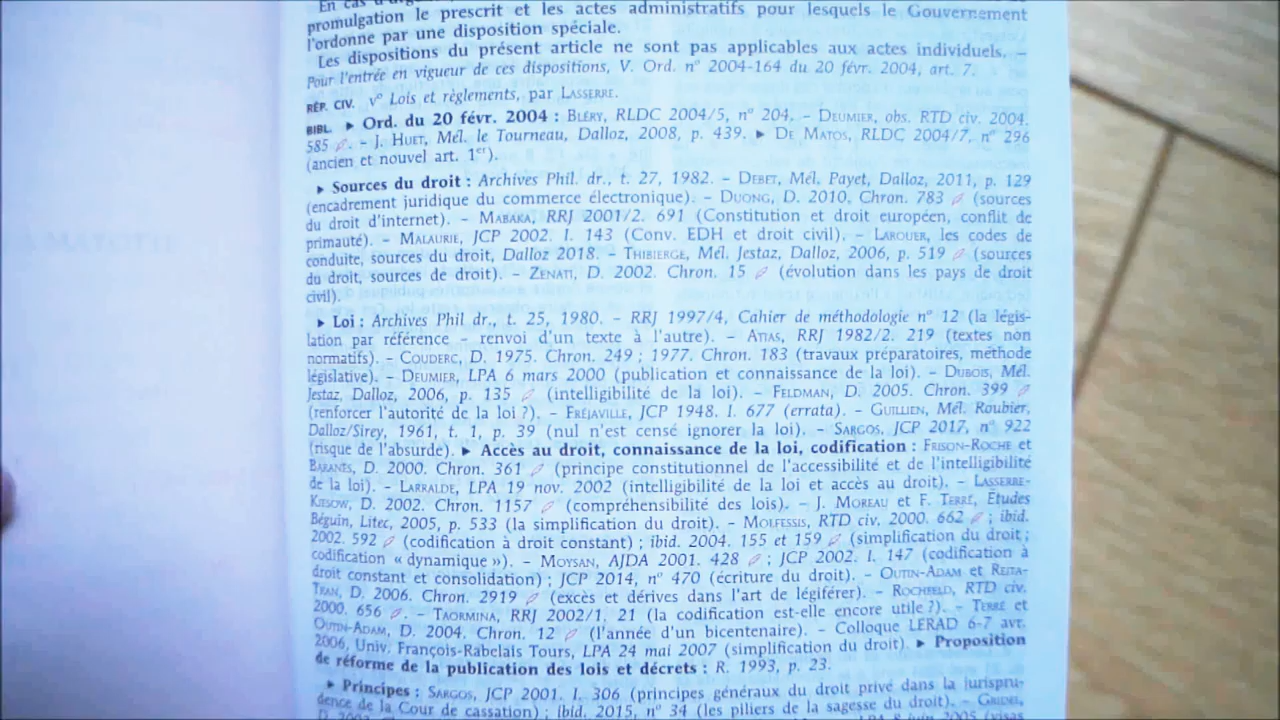 En cas d'
promulgation le prescrit et les actes administratifs pour lesquels le Gouvernement
l'ordonne par une disposition spéciale.
Les dispositions du présent article ne sont pas applicables aux actes individuels. –
Pour l'entrée en vigueur de ces dispositions, V. Ord. n° 2004-164 du 20 févr. 2004, art. 7.
RÉP. CIV. v° Lois et règlements, par LASSERRE.
BIBL. ▶ Ord. du 20 févr. 2004 : BLÉRY, RLDC 2004/5, n° 204. – DEUMIER, obs. RTD civ. 2004.
585. – J. HUET, Mél. le Tourneau, Dalloz, 2008, p. 439. ▶ DE MATOS, RLDC 2004/7, n° 296
(ancien et nouvel art. 1er).
▶ Sources du droit : Archives Phil. dr., t. 27, 1982. – DEBET, Mél. Payet, Dalloz, 2011, p. 129
(encadrement juridique du commerce électronique). – DUONG, D. 2010. Chron. 783 (sources
du droit d'internet). – MABAKA, RRJ 2001/2. 691 (Constitution et droit européen, conflit de
primauté). – MALAURIE, JCP 2002. I. 143 (Conv. EDH et droit civil). – LAROUER, les codes de
conduite, sources du droit, Dalloz 2018. – THIBIERGE, Mél. Jestaz, Dalloz, 2006, p. 519 (sources
du droit, sources de droit). – ZENATI, D. 2002. Chron. 15 (évolution dans les pays de droit
civil).
▶ Loi : Archives Phil dr., t. 25, 1980. – RRJ 1997/4, Cahier de méthodologie n° 12 (la légis-
lation par référence – renvoi d'un texte à l'autre). – ATIAS, RRJ 1982/2. 219 (textes non
normatifs). – COUDERC, D. 1975. Chron. 249 ; 1977. Chron. 183 (travaux préparatoires, méthode
législative). – DEUMIER, LPA 6 mars 2000 (publication et connaissance de la loi). – DUBOIS, Mél.
Jestaz, Dalloz, 2006, p. 135 (intelligibilité de la loi). – FELDMAN, D. 2005. Chron. 399
(renforcer l'autorité de la loi ?). – FRÉJAVILLE, JCP 1948. I. 677 (errata). – GUILLIEN, Mél. Roubier,
Dalloz/Sirey, 1961, t. 1, p. 39 (nul n'est censé ignorer la loi). – SARGOS, JCP 2017, n° 922
(risque de l'absurde). ▶ Accès au droit, connaissance de la loi, codification : FRISON-ROCHE et
BARANÈS, D. 2000. Chron. 361 (principe constitutionnel de l'accessibilité et de l'intelligibilité
de la loi). – LARRALDE, LPA 19 nov. 2002 (intelligibilité de la loi et accès au droit). – LASSERRE-
KIESOW, D. 2002. Chron. 1157 (compréhensibilité des lois). – J. MOREAU et F. TERRÉ, Études
Béguin, Litec, 2005, p. 533 (la simplification du droit). – MOLFESSIS, RTD civ. 2000. 662 ; ibid.
2002. 592 (codification à droit constant) ; ibid. 2004. 155 et 159 (simplification du droit ;
codification « dynamique »). – MOYSAN, AJDA 2001. 428 ; JCP 2002. I. 147 (codification à
droit constant et consolidation) ; JCP 2014, n° 470 (écriture du droit). – OUTIN-ADAM et REITA-
TRAN, D. 2006. Chron. 2919 (excès et dérives dans l'art de légiférer). – ROCHFELD, RTD civ.
2000. 656. – TAORMINA, RRJ 2002/1. 21 (la codification est-elle encore utile ?). – TERRÉ et
OUTIN-ADAM, D. 2004. Chron. 12 (l'année d'un bicentenaire). – Colloque LERAD 6-7 avr.
2006, Univ. François-Rabelais Tours, LPA 24 mai 2007 (simplification du droit). ▶ Proposition
de réforme de la publication des lois et décrets : R. 1993, p. 23.
▶ Principes : SARGOS, JCP 2001. I. 306 (principes généraux du droit privé dans la jurispru-
dence de la Cour de cassation) ; ibid. 2015, n° 34 (les piliers de la sagesse du droit). – GRIDEL,